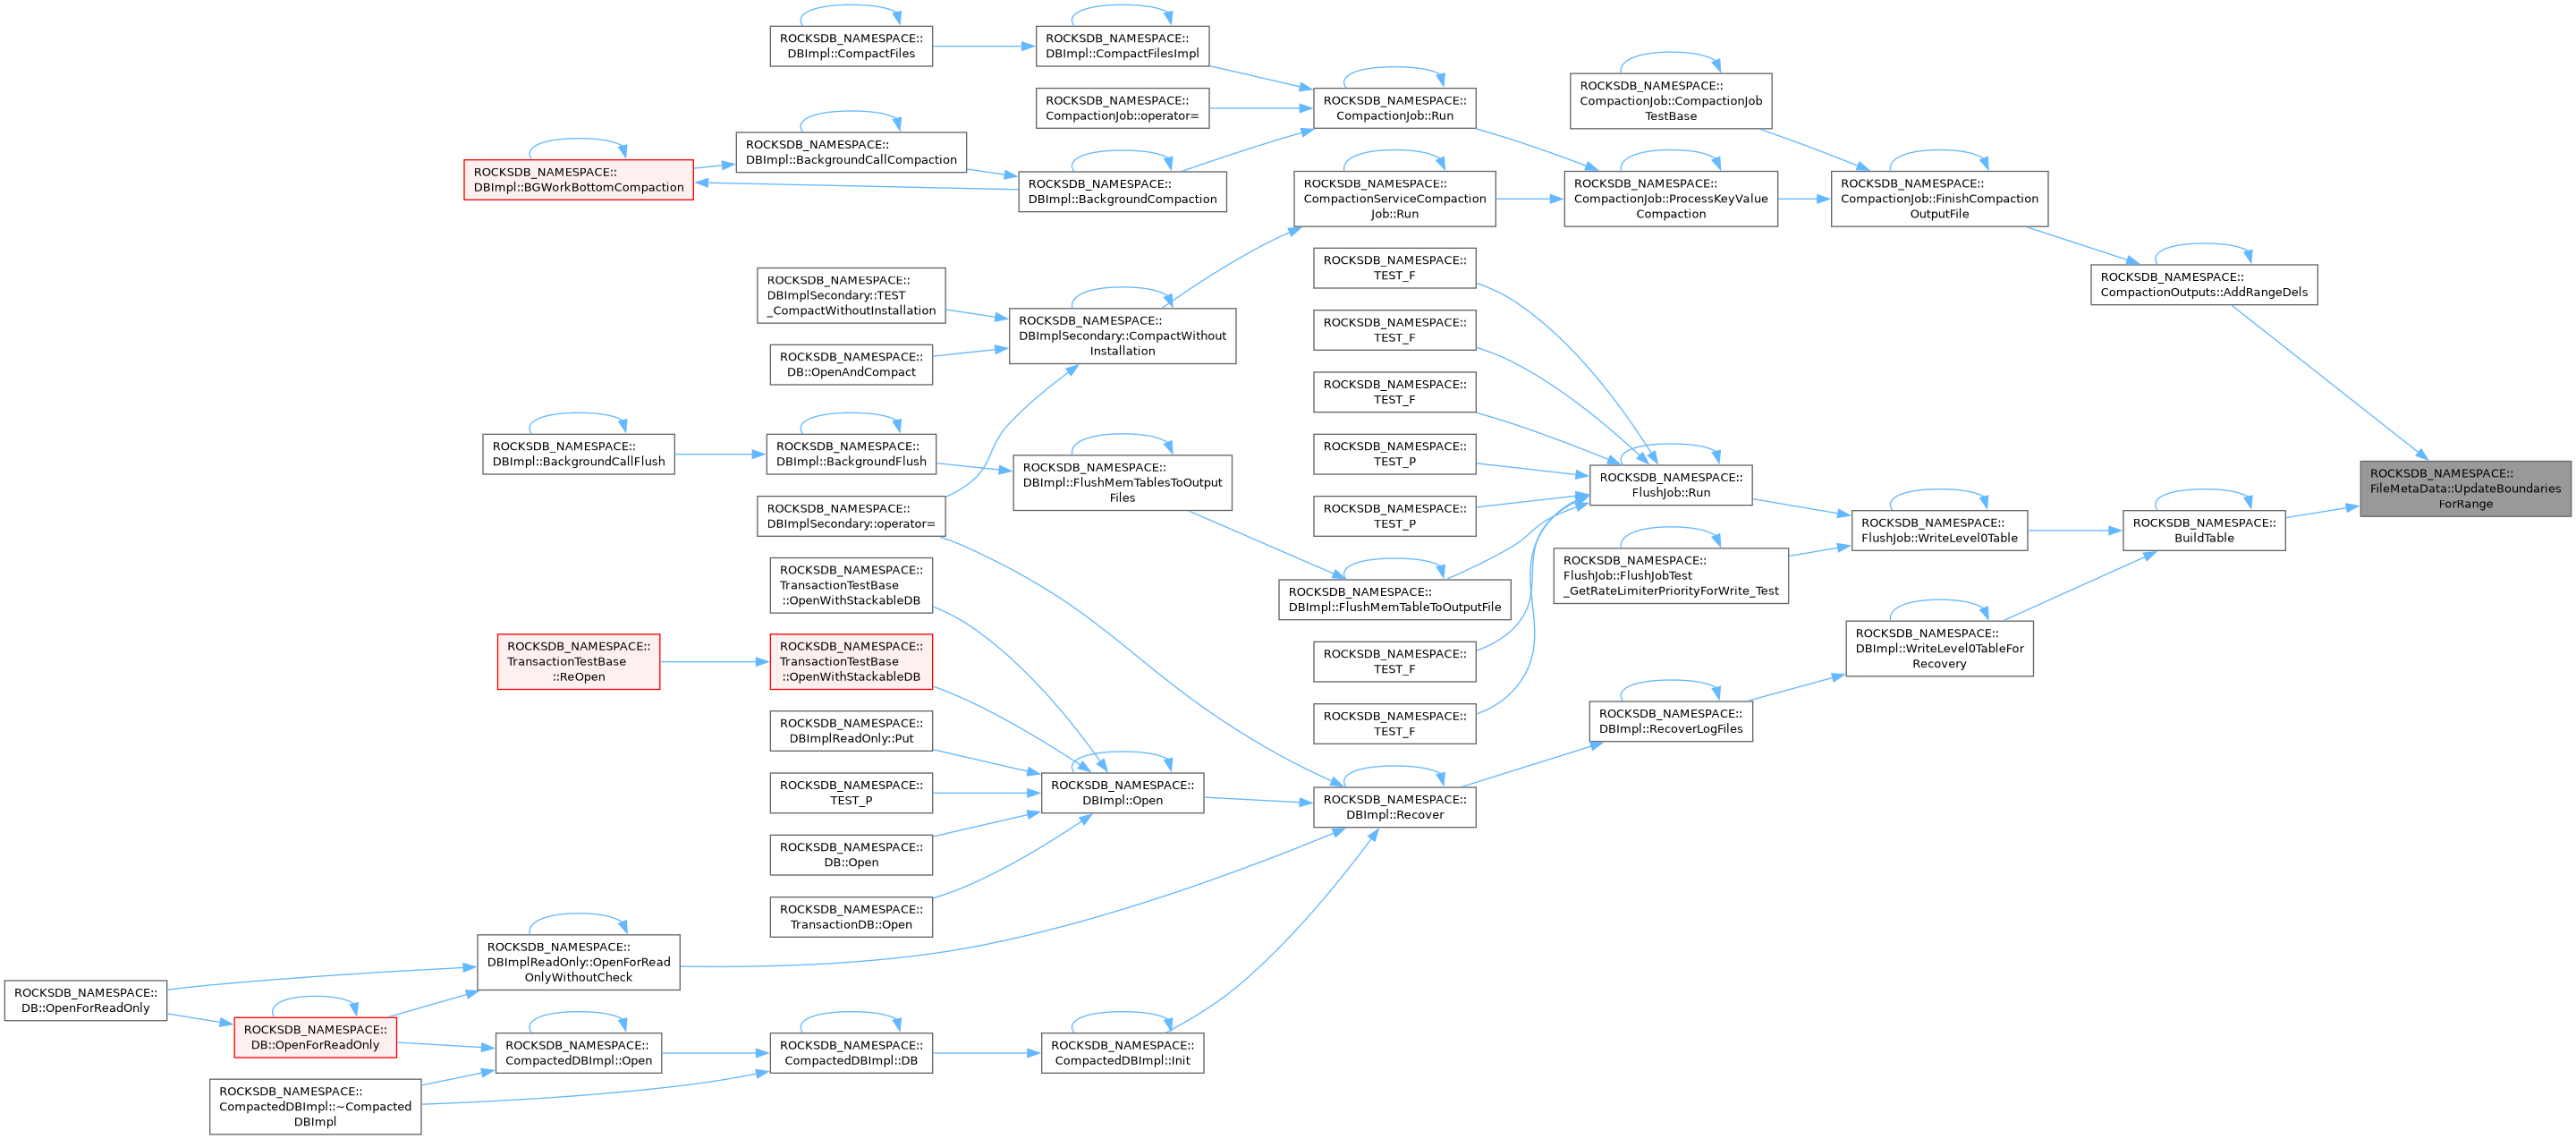 ROCKSDB_NAMESPACE::
DBImpl::CompactFiles
ROCKSDB_NAMESPACE::
DBImpl::CompactFilesImpl
ROCKSDB_NAMESPACE::
CompactionJob::CompactionJob
TestBase
ROCKSDB_NAMESPACE::
CompactionJob::operator=
ROCKSDB_NAMESPACE::
CompactionJob::Run
ROCKSDB_NAMESPACE::
DBImpl::BackgroundCallCompaction
ROCKSDB_NAMESPACE::
DBImpl::BGWorkBottomCompaction
ROCKSDB_NAMESPACE::
DBImpl::BackgroundCompaction
ROCKSDB_NAMESPACE::
CompactionServiceCompaction
Job::Run
ROCKSDB_NAMESPACE::
CompactionJob::ProcessKeyValue
Compaction
ROCKSDB_NAMESPACE::
CompactionJob::FinishCompaction
OutputFile
ROCKSDB_NAMESPACE::
TEST_F
ROCKSDB_NAMESPACE::
CompactionOutputs::AddRangeDels
ROCKSDB_NAMESPACE::
DBImplSecondary::TEST
_CompactWithoutInstallation
ROCKSDB_NAMESPACE::
DBImplSecondary::CompactWithout
Installation
ROCKSDB_NAMESPACE::
TEST_F
ROCKSDB_NAMESPACE::
DB::OpenAndCompact
ROCKSDB_NAMESPACE::
TEST_F
ROCKSDB_NAMESPACE::
DBImpl::BackgroundCallFlush
ROCKSDB_NAMESPACE::
DBImpl::BackgroundFlush
ROCKSDB_NAMESPACE::
DBImpl::FlushMemTablesToOutput
Files
ROCKSDB_NAMESPACE::
TEST_P
ROCKSDB_NAMESPACE::
FlushJob::Run
ROCKSDB_NAMESPACE::
FileMetaData::UpdateBoundaries
ForRange
ROCKSDB_NAMESPACE::
DBImplSecondary::operator=
ROCKSDB_NAMESPACE::
TEST_P
ROCKSDB_NAMESPACE::
FlushJob::WriteLevel0Table
ROCKSDB_NAMESPACE::
BuildTable
ROCKSDB_NAMESPACE::
TransactionTestBase
::OpenWithStackableDB
ROCKSDB_NAMESPACE::
DBImpl::FlushMemTableToOutputFile
ROCKSDB_NAMESPACE::
FlushJob::FlushJobTest
_GetRateLimiterPriorityForWrite_Test
ROCKSDB_NAMESPACE::
TransactionTestBase
::ReOpen
ROCKSDB_NAMESPACE::
TransactionTestBase
::OpenWithStackableDB
ROCKSDB_NAMESPACE::
TEST_F
ROCKSDB_NAMESPACE::
DBImpl::WriteLevel0TableFor
Recovery
ROCKSDB_NAMESPACE::
DBImplReadOnly::Put
ROCKSDB_NAMESPACE::
TEST_F
ROCKSDB_NAMESPACE::
DBImpl::RecoverLogFiles
ROCKSDB_NAMESPACE::
TEST_P
ROCKSDB_NAMESPACE::
DBImpl::Open
ROCKSDB_NAMESPACE::
DBImpl::Recover
ROCKSDB_NAMESPACE::
DB::Open
ROCKSDB_NAMESPACE::
TransactionDB::Open
ROCKSDB_NAMESPACE::
DBImplReadOnly::OpenForRead
OnlyWithoutCheck
ROCKSDB_NAMESPACE::
DB::OpenForReadOnly
ROCKSDB_NAMESPACE::
DB::OpenForReadOnly
ROCKSDB_NAMESPACE::
CompactedDBImpl::Open
ROCKSDB_NAMESPACE::
CompactedDBImpl::DB
ROCKSDB_NAMESPACE::
CompactedDBImpl::Init
ROCKSDB_NAMESPACE::
CompactedDBImpl::~Compacted
DBImpl